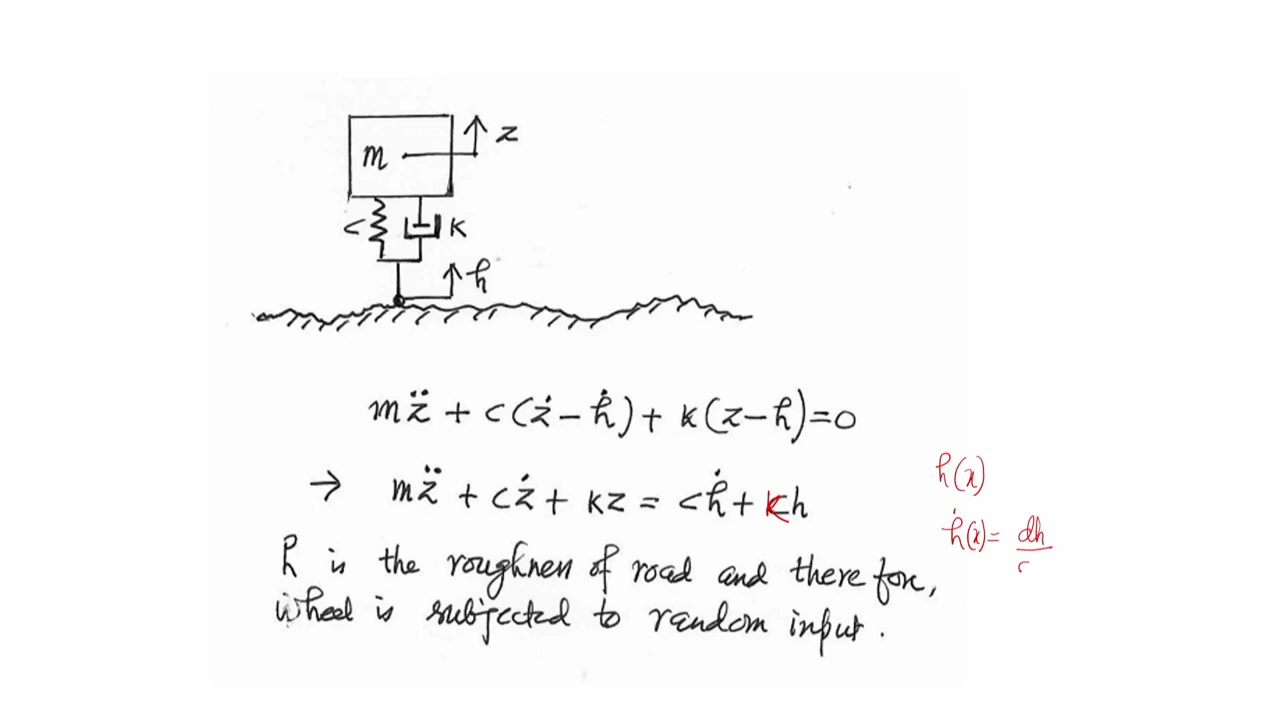 m
z
c
k
h
mz̈ + c(ż − ḣ) + k(z − h) = 0
→ mz̈ + cż + kz = cḣ + kh
h(x)
ḣ(x) = dh
h is the roughness of road and therefore,
wheel is subjected to random input.